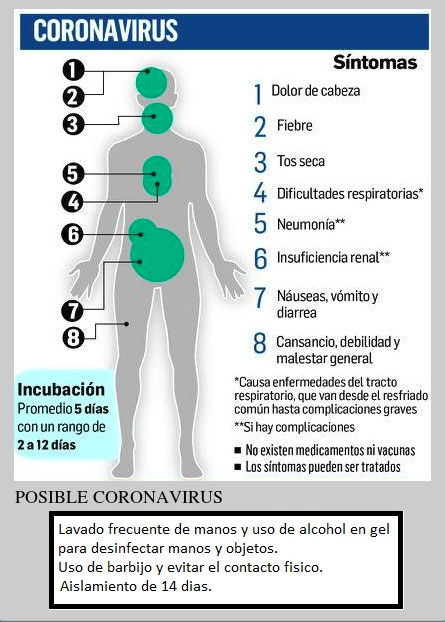 CORONAVIRUS
Síntomas
1 Dolor de cabeza
2 Fiebre
3 Tos seca
4 Dificultades respiratorias*
5 Neumonía**
6 Insuficiencia renal**
7 Náuseas, vómito y
diarrea
8 Cansancio, debilidad y
malestar general
1
2
3
5
4
6
7
8
Incubación
Promedio 5 días
con un rango de
2 a 12 días
*Causa enfermedades del tracto
respiratorio, que van desde el resfriado
común hasta complicaciones graves
**Si hay complicaciones
■ No existen medicamentos ni vacunas
■ Los síntomas pueden ser tratados
POSIBLE CORONAVIRUS
Lavado frecuente de manos y uso de alcohol en gel
para desinfectar manos y objetos.
Uso de barbijo y evitar el contacto fisico.
Aislamiento de 14 dias.